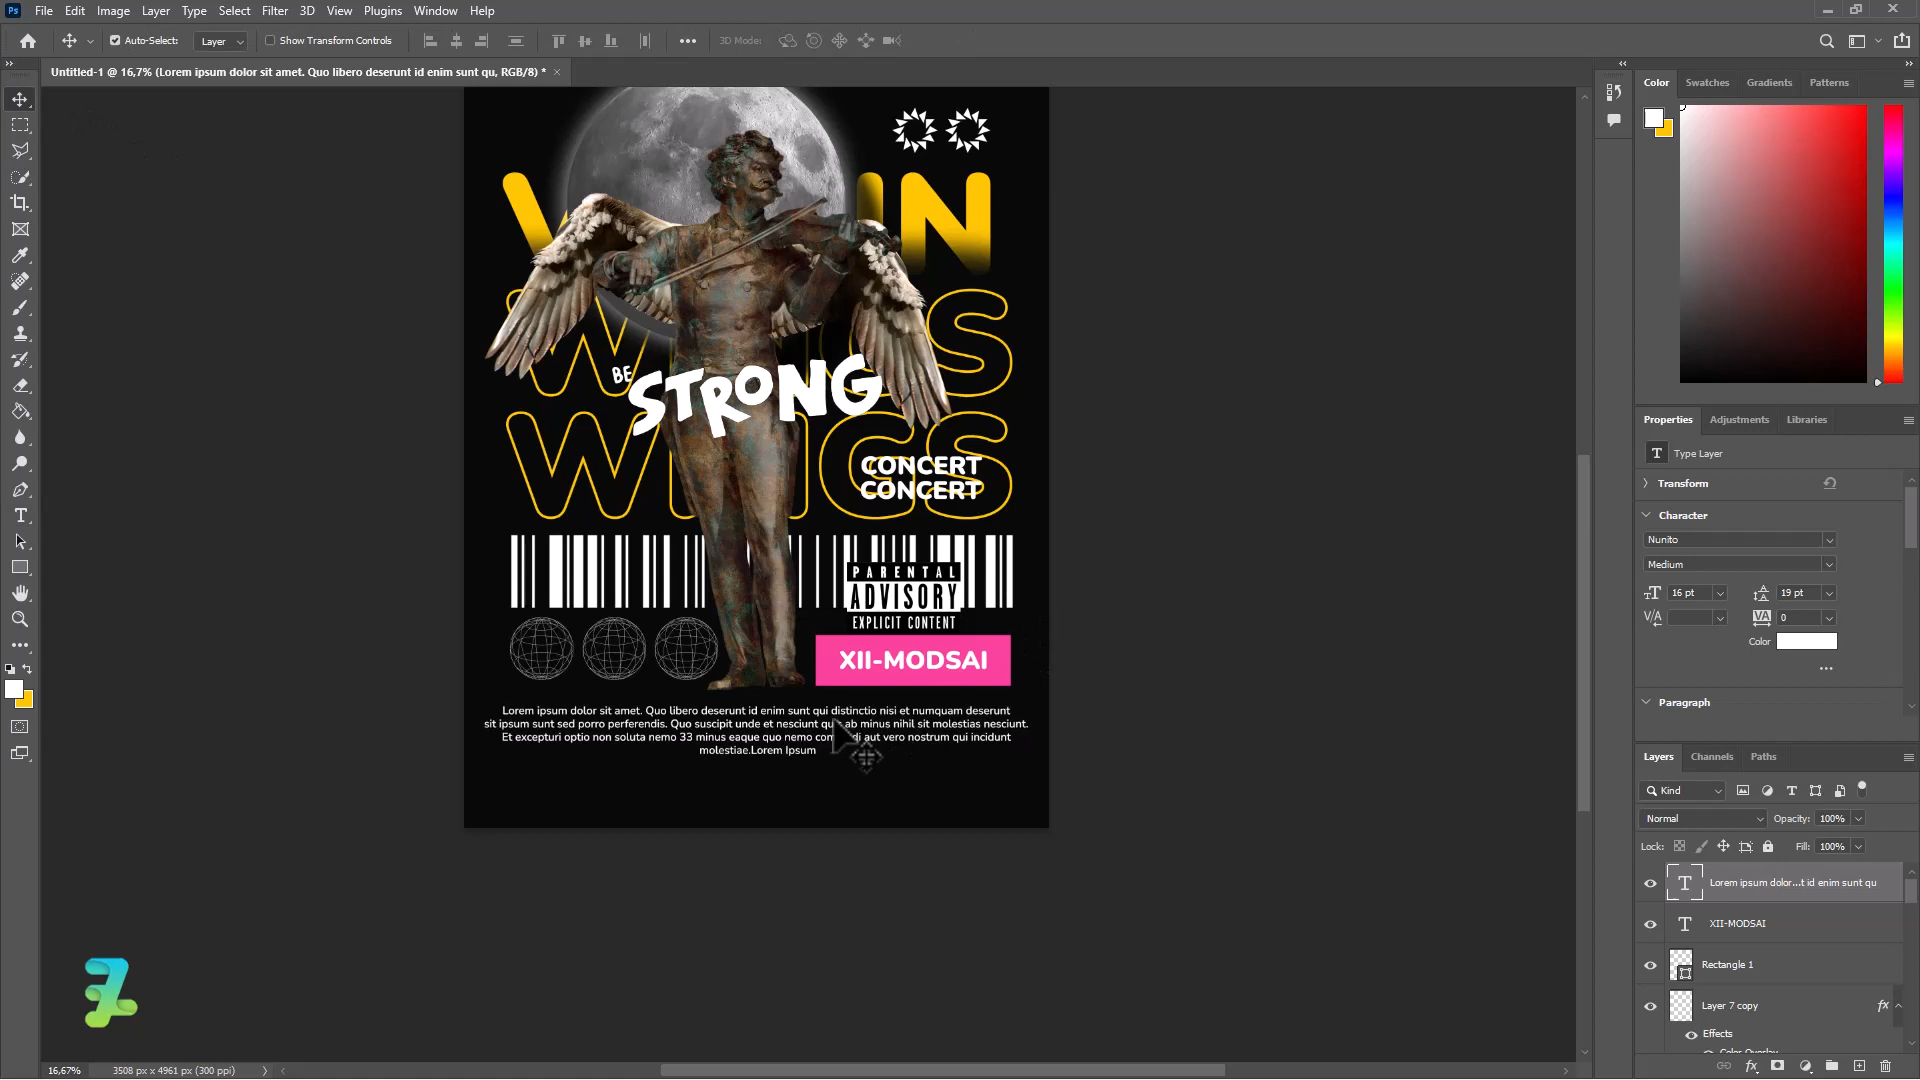 Ps File Edit Image Layer Type Select Filter 3D View Plugins Window Help
Auto-Select: Layer Show Transform Controls 3D Mode:
Untitled-1 @ 16,7% (Lorem ipsum dolor sit amet. Quo libero deserunt id enim sunt qu, RGB/8) *
IN
BE
STRONG
CONCERT
CONCERT
PARENTAL
ADVISORY
EXPLICIT CONTENT
XII-MODSAI
Lorem ipsum dolor sit amet. Quo libero deserunt id enim sunt qui distinctio nisi et numquam deserunt
sit ipsum sunt sed porro perferendis. Quo suscipit unde et nesciunt qui ab minus nihil sit molestias nesciunt.
Et excepturi optio non soluta nemo 33 minus eaque quo nemo aut vero nostrum qui incidunt
molestiae.Lorem Ipsum
Color Swatches Gradients Patterns
Properties Adjustments Libraries
T Type Layer
Transform
Character
Nunito
Medium
16 pt 19 pt
0
Color
Paragraph
Layers Channels Paths
Kind
Normal Opacity: 100%
Lock: Fill: 100%
T Lorem ipsum dolor...t id enim sunt qu
T XII-MODSAI
Rectangle 1
Layer 7 copy fx
Effects
Color Overlay
16,67% 3508 px x 4961 px (300 ppi)